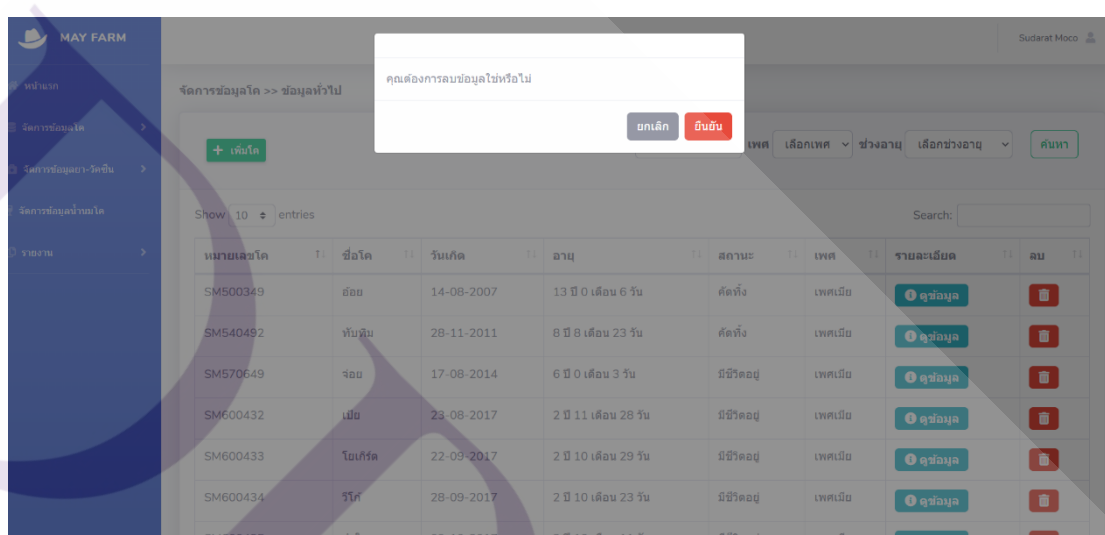 MAY FARM
Sudarat Moco
หน้าแรก
จัดการข้อมูลโค
จัดการข้อมูลยา-วัคซีน
จัดการข้อมูลน้ำนมโค
รายงาน
จัดการข้อมูลโค >> ข้อมูลทั่วไป
คุณต้องการลบข้อมูลใช่หรือไม่
ยกเลิก ยืนยัน
+ เพิ่มโค
เพศ เลือกเพศ ช่วงอายุ เลือกช่วงอายุ ค้นหา
Show 10 entries Search:
หมายเลขโค ชื่อโค วันเกิด อายุ สถานะ เพศ รายละเอียด ลบ
SM500349 อ๋อย 14-08-2007 13 ปี 0 เดือน 6 วัน คัดทิ้ง เพศเมีย ดูข้อมูล
SM540492 ทับทิม 28-11-2011 8 ปี 8 เดือน 23 วัน คัดทิ้ง เพศเมีย ดูข้อมูล
SM570649 จ๋อย 17-08-2014 6 ปี 0 เดือน 3 วัน มีชีวิตอยู่ เพศเมีย ดูข้อมูล
SM600432 23-08-2017 2 ปี 11 เดือน 28 วัน มีชีวิตอยู่ เพศเมีย ดูข้อมูล
SM600433 โยเกิร์ต 22-09-2017 2 ปี 10 เดือน 29 วัน มีชีวิตอยู่ เพศเมีย ดูข้อมูล
SM600434 วีโก้ 28-09-2017 2 ปี 10 เดือน 23 วัน มีชีวิตอยู่ เพศเมีย ดูข้อมูล